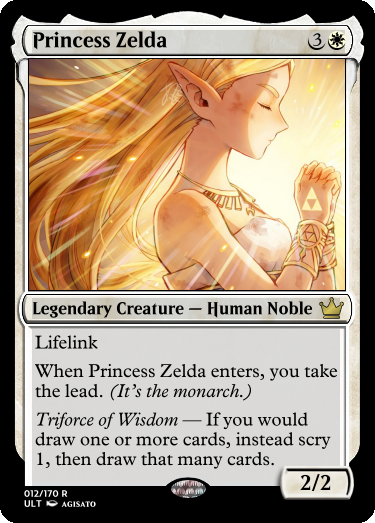 Princess Zelda 3
Legendary Creature — Human Noble
Lifelink
When Princess Zelda enters, you take
the lead. (It's the monarch.)
Triforce of Wisdom — If you would
draw one or more cards, instead scry
1, then draw that many cards.
2/2
012/170 R
ULT AGISATO